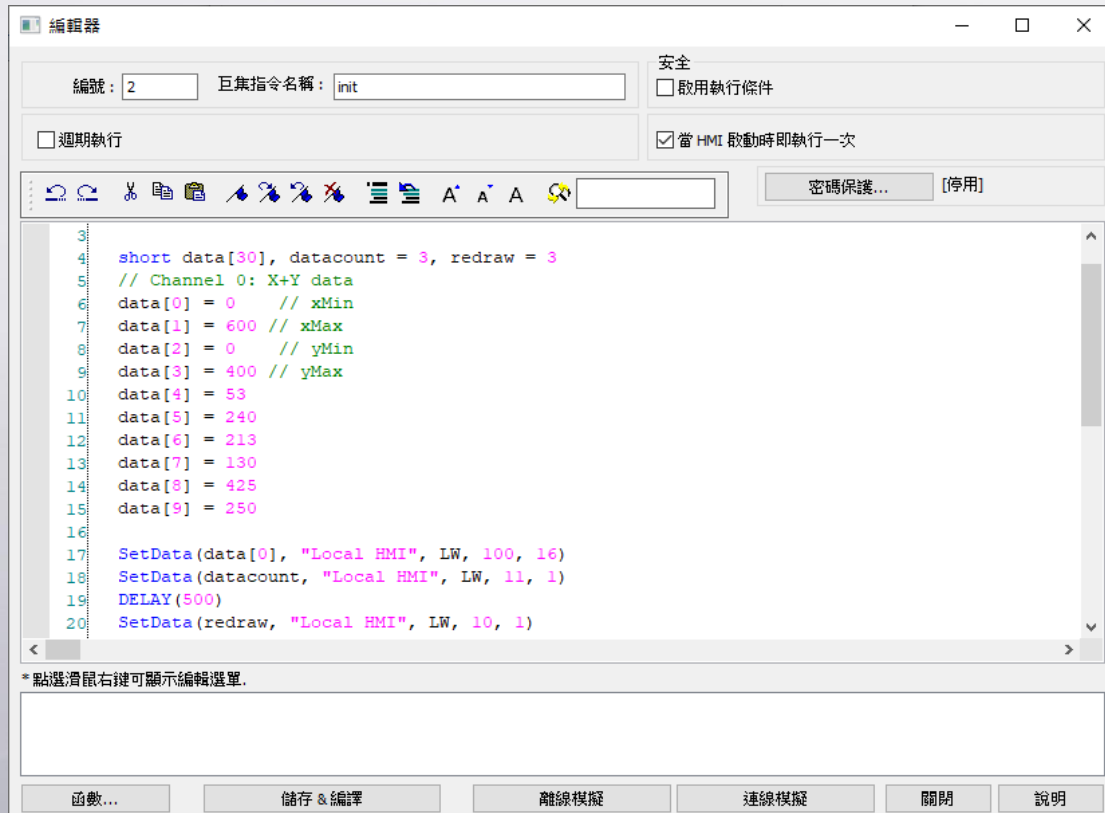 編輯器
編號： 2
巨集指令名稱： init
安全
啟用執行條件
週期執行
當 HMI 啟動時即執行一次
密碼保護... [停用]
3
4 short data[30], datacount = 3, redraw = 3
5 // Channel 0: X+Y data
6 data[0] = 0    // xMin
7 data[1] = 600 // xMax
8 data[2] = 0    // yMin
9 data[3] = 400 // yMax
10 data[4] = 53
11 data[5] = 240
12 data[6] = 213
13 data[7] = 130
14 data[8] = 425
15 data[9] = 250
16
17 SetData(data[0], "Local HMI", LW, 100, 16)
18 SetData(datacount, "Local HMI", LW, 11, 1)
19 DELAY(500)
20 SetData(redraw, "Local HMI", LW, 10, 1)
* 點選滑鼠右鍵可顯示編輯選單.
函數... 儲存 & 編譯 離線模擬 連線模擬 關閉 說明